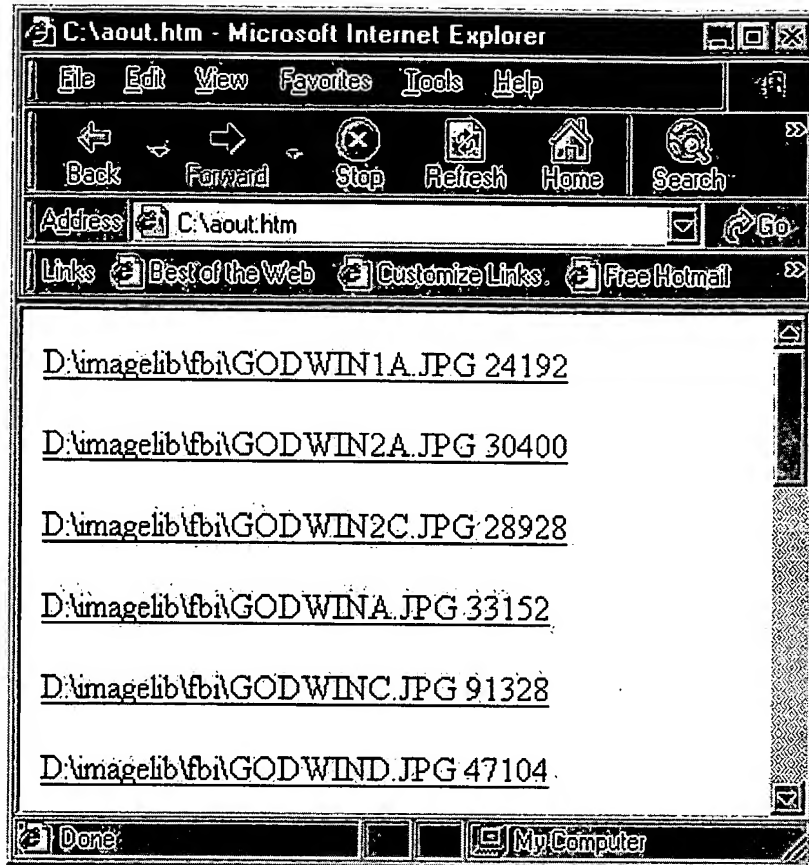 C:\aout.htm - Microsoft Internet Explorer
File Edit View Favorites Tools Help
Back Forward Stop Refresh Home Search »
Address C:\aout.htm Go
Links Best of the Web Customize Links Free Hotmail »
D:\imagelib\fbi\GODWIN1A.JPG 24192
D:\imagelib\fbi\GODWIN2A.JPG 30400
D:\imagelib\fbi\GODWIN2C.JPG 28928
D:\imagelib\fbi\GODWINA.JPG 33152
D:\imagelib\fbi\GODWINC.JPG 91328
D:\imagelib\fbi\GODWIND.JPG 47104
Done My Computer